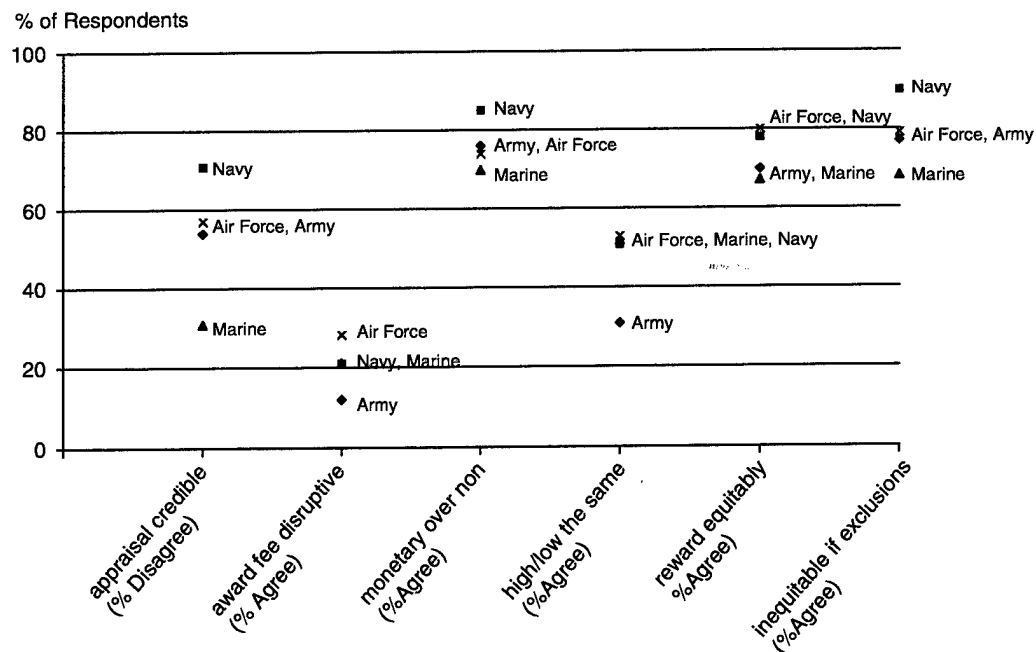 % of Respondents
100
Navy
Navy
Air Force, Navy
80
Army, Air Force
Air Force, Army
Navy
Marine
Army, Marine
Marine
60
Air Force, Army
Air Force, Marine, Navy
40
Marine
Air Force
Army
20
Navy, Marine
Army
0
appraisal credible
(% Disagree)
award fee disruptive
(% Agree)
monetary over non
(%Agree)
high/low the same
(%Agree)
reward equitably
%Agree)
inequitable if exclusions
(%Agree)